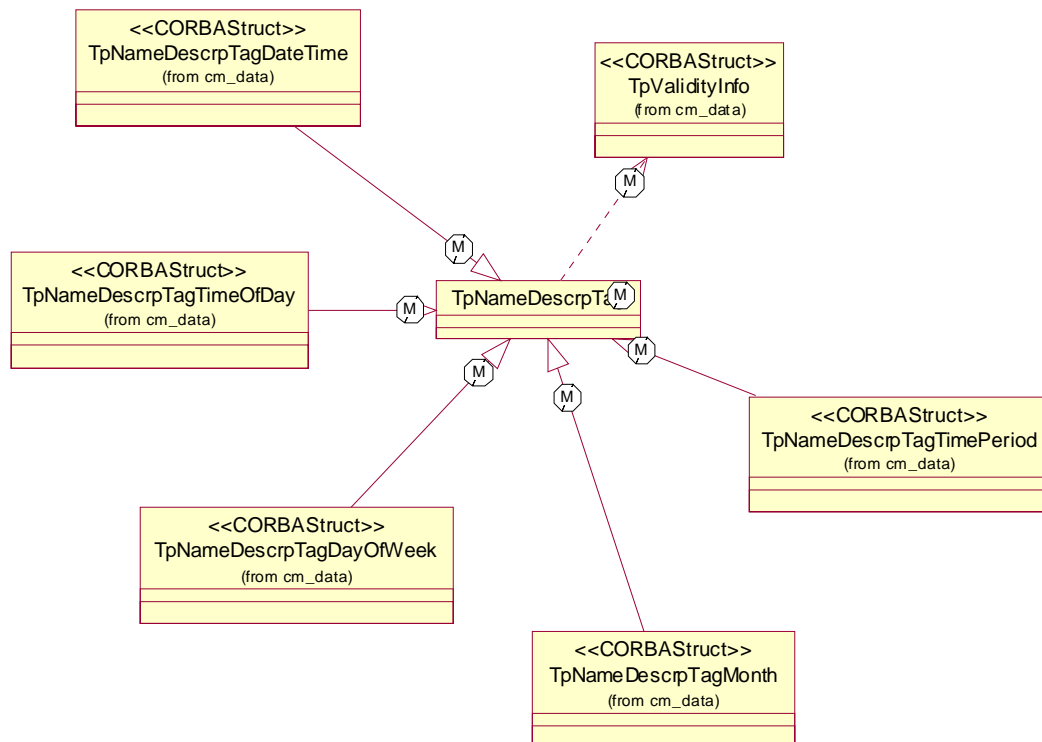 <<CORBAStruct>>
TpNameDescrpTagDateTime
(from cm_data)
<<CORBAStruct>>
TpValidityInfo
(from cm_data)
M
M
<<CORBAStruct>>
TpNameDescrpTagTimeOfDay
(from cm_data)
M
TpNameDescrpTa
M
M
M
M
<<CORBAStruct>>
TpNameDescrpTagTimePeriod
(from cm_data)
<<CORBAStruct>>
TpNameDescrpTagDayOfWeek
(from cm_data)
<<CORBAStruct>>
TpNameDescrpTagMonth
(from cm_data)